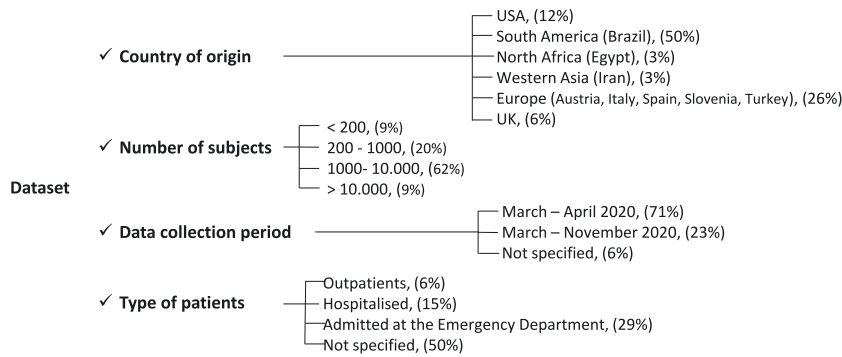 Dataset
✓ Country of origin
USA, (12%)
South America (Brazil), (50%)
North Africa (Egypt), (3%)
Western Asia (Iran), (3%)
Europe (Austria, Italy, Spain, Slovenia, Turkey), (26%)
UK, (6%)
✓ Number of subjects
< 200, (9%)
200 - 1000, (20%)
1000- 10.000, (62%)
> 10.000, (9%)
✓ Data collection period
March – April 2020, (71%)
March – November 2020, (23%)
Not specified, (6%)
✓ Type of patients
Outpatients, (6%)
Hospitalised, (15%)
Admitted at the Emergency Department, (29%)
Not specified, (50%)